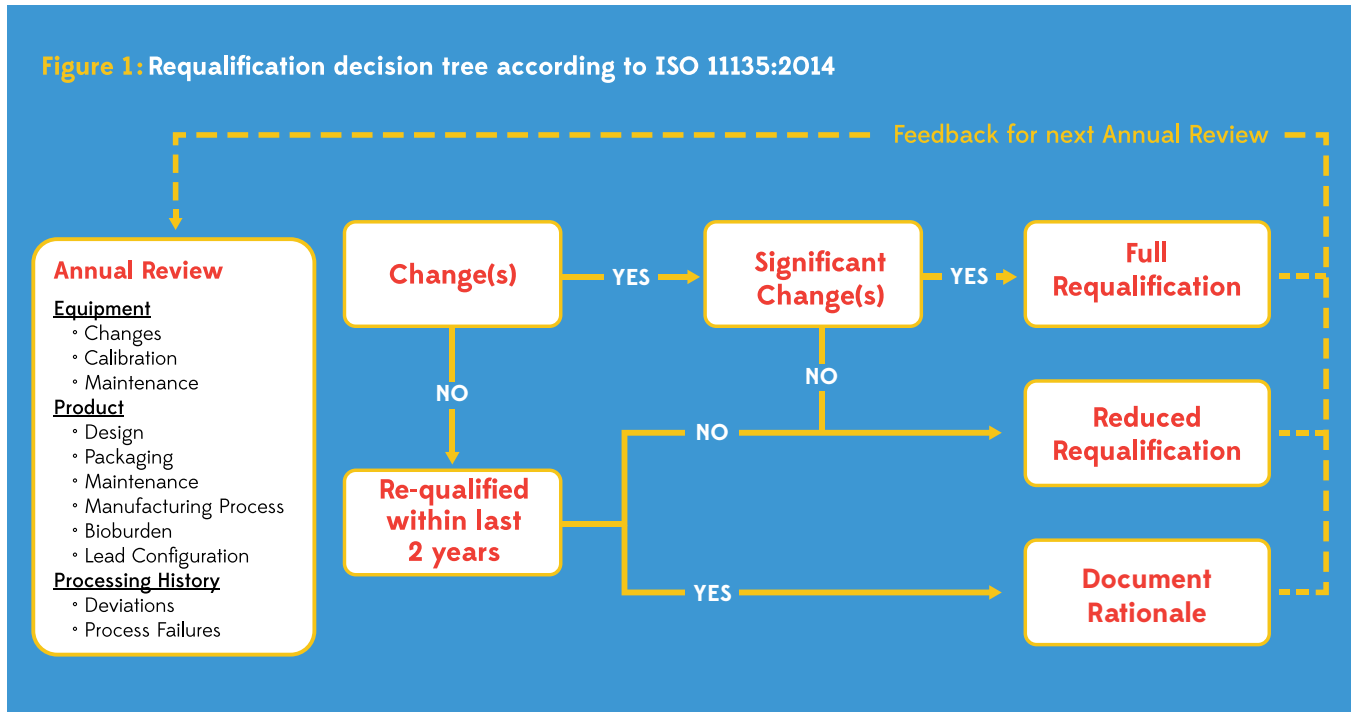 Figure 1: Requalification decision tree according to ISO 11135:2014
Feedback for next Annual Review
Annual Review
Equipment
° Changes
° Calibration
° Maintenance
Product
° Design
° Packaging
° Maintenance
° Manufacturing Process
° Bioburden
° Lead Configuration
Processing History
° Deviations
° Process Failures
Change(s)
YES
Significant
Change(s)
YES
Full
Requalification
NO
NO
Re-qualified
within last
2 years
NO
Reduced
Requalification
YES
Document
Rationale